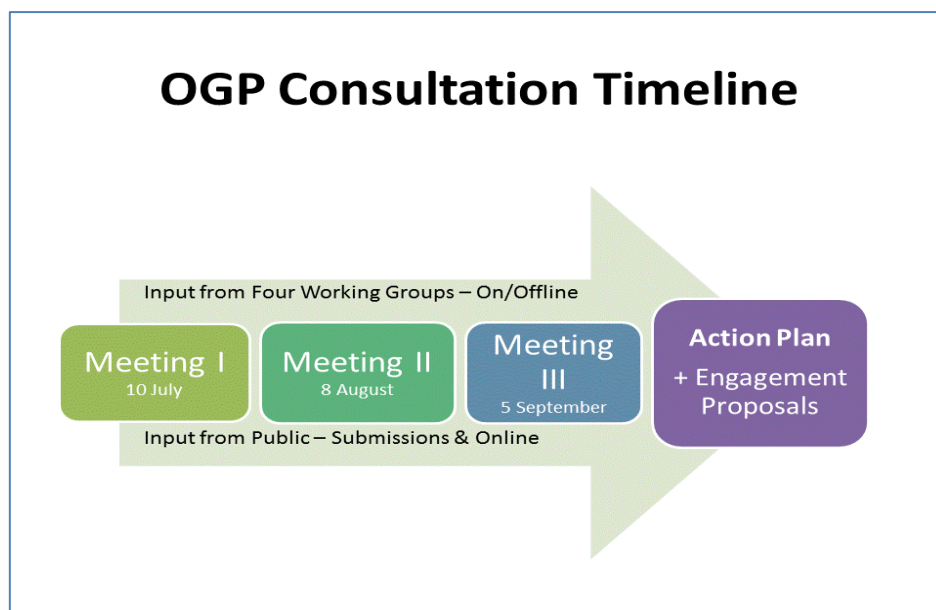 OGP Consultation Timeline
Input from Four Working Groups – On/Offline
Meeting I
10 July
Meeting II
8 August
Meeting
III
5 September
Action Plan
+ Engagement
Proposals
Input from Public – Submissions & Online